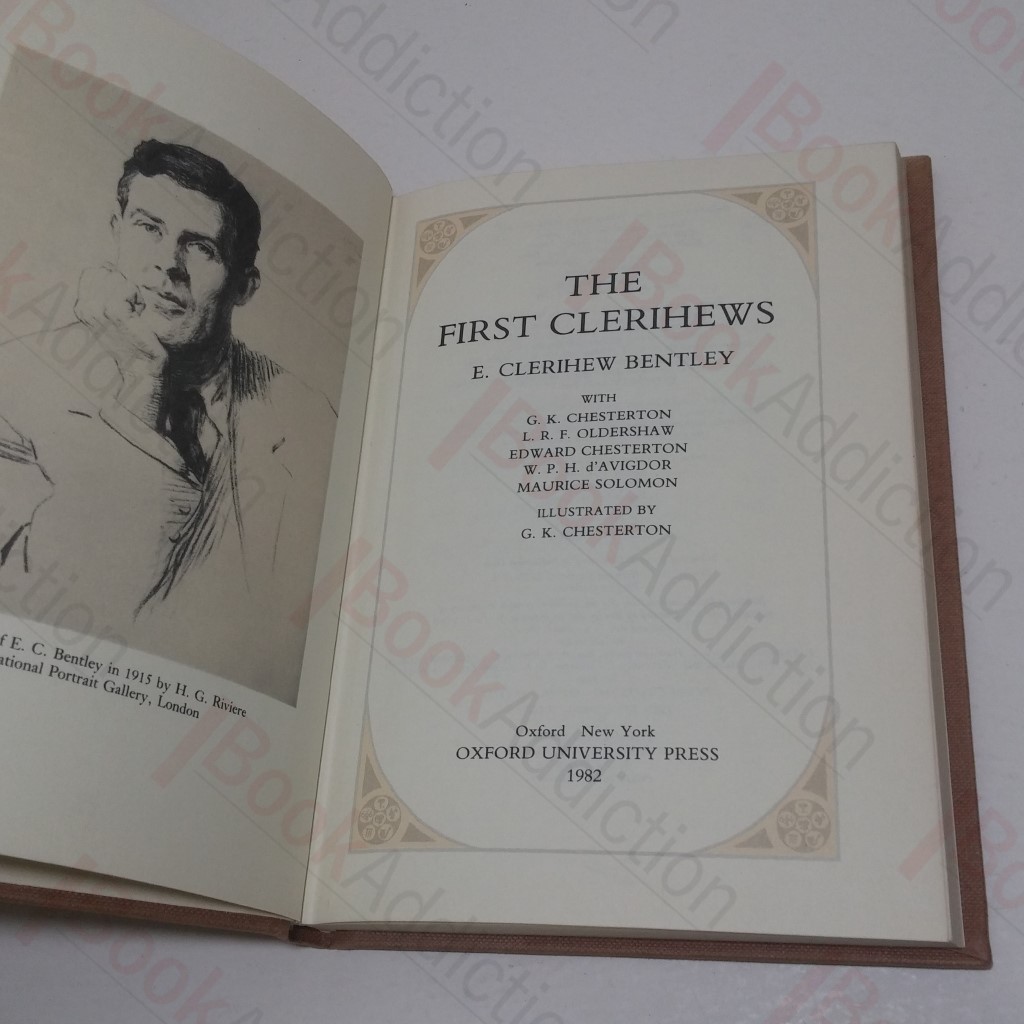 f E. C. Bentley in 1915 by H. G. Riviere
ational Portrait Gallery, London
THE
FIRST CLERIHEWS
E. CLERIHEW BENTLEY
WITH
G. K. CHESTERTON
L. R. F. OLDERSHAW
EDWARD CHESTERTON
W. P. H. d'AVIGDOR
MAURICE SOLOMON
ILLUSTRATED BY
G. K. CHESTERTON
Oxford New York
OXFORD UNIVERSITY PRESS
1982
BookAddiction